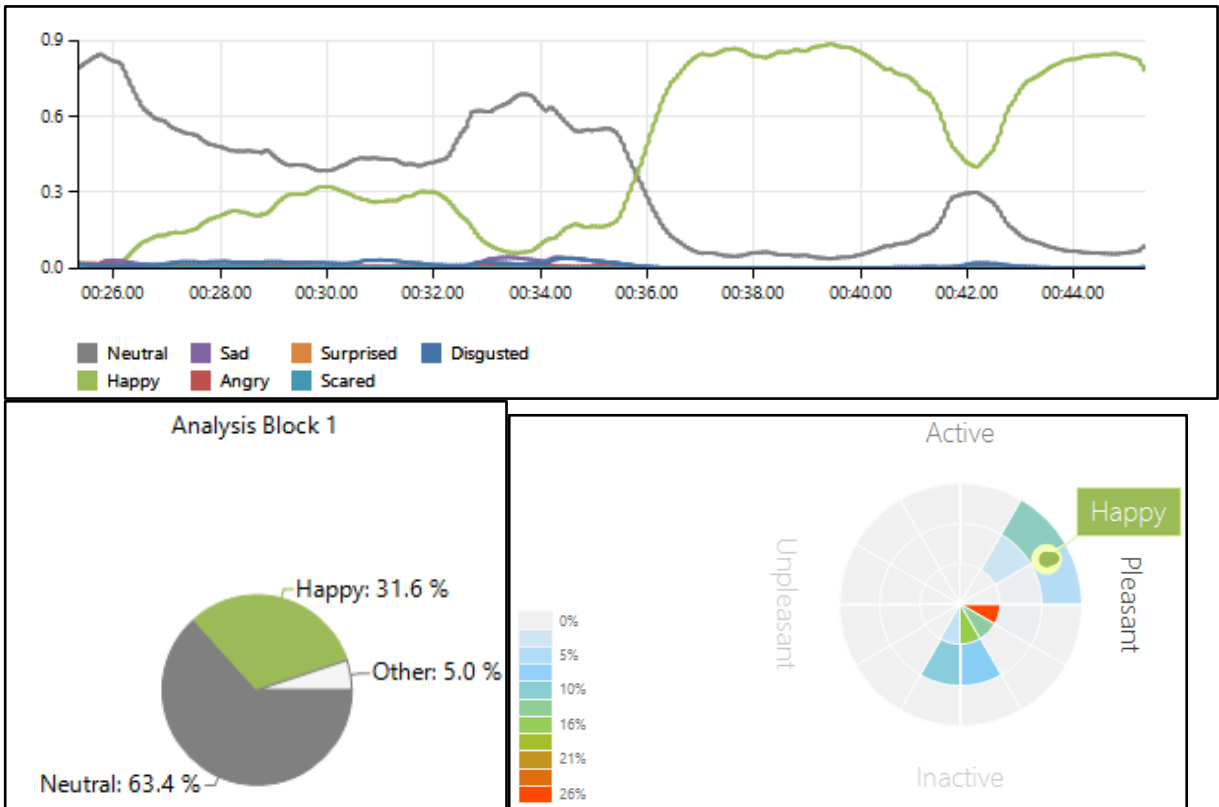 0.9
0.6
0.3
0.0
00:26.00 00:28.00 00:30.00 00:32.00 00:34.00 00:36.00 00:38.00 00:40.00 00:42.00 00:44.00
Neutral Sad Surprised Disgusted
Happy Angry Scared
Analysis Block 1
Happy: 31.6 %
Other: 5.0 %
Neutral: 63.4 %
Active
Happy
Unpleasant
Pleasant
0%
5%
10%
16%
21%
26%
Inactive